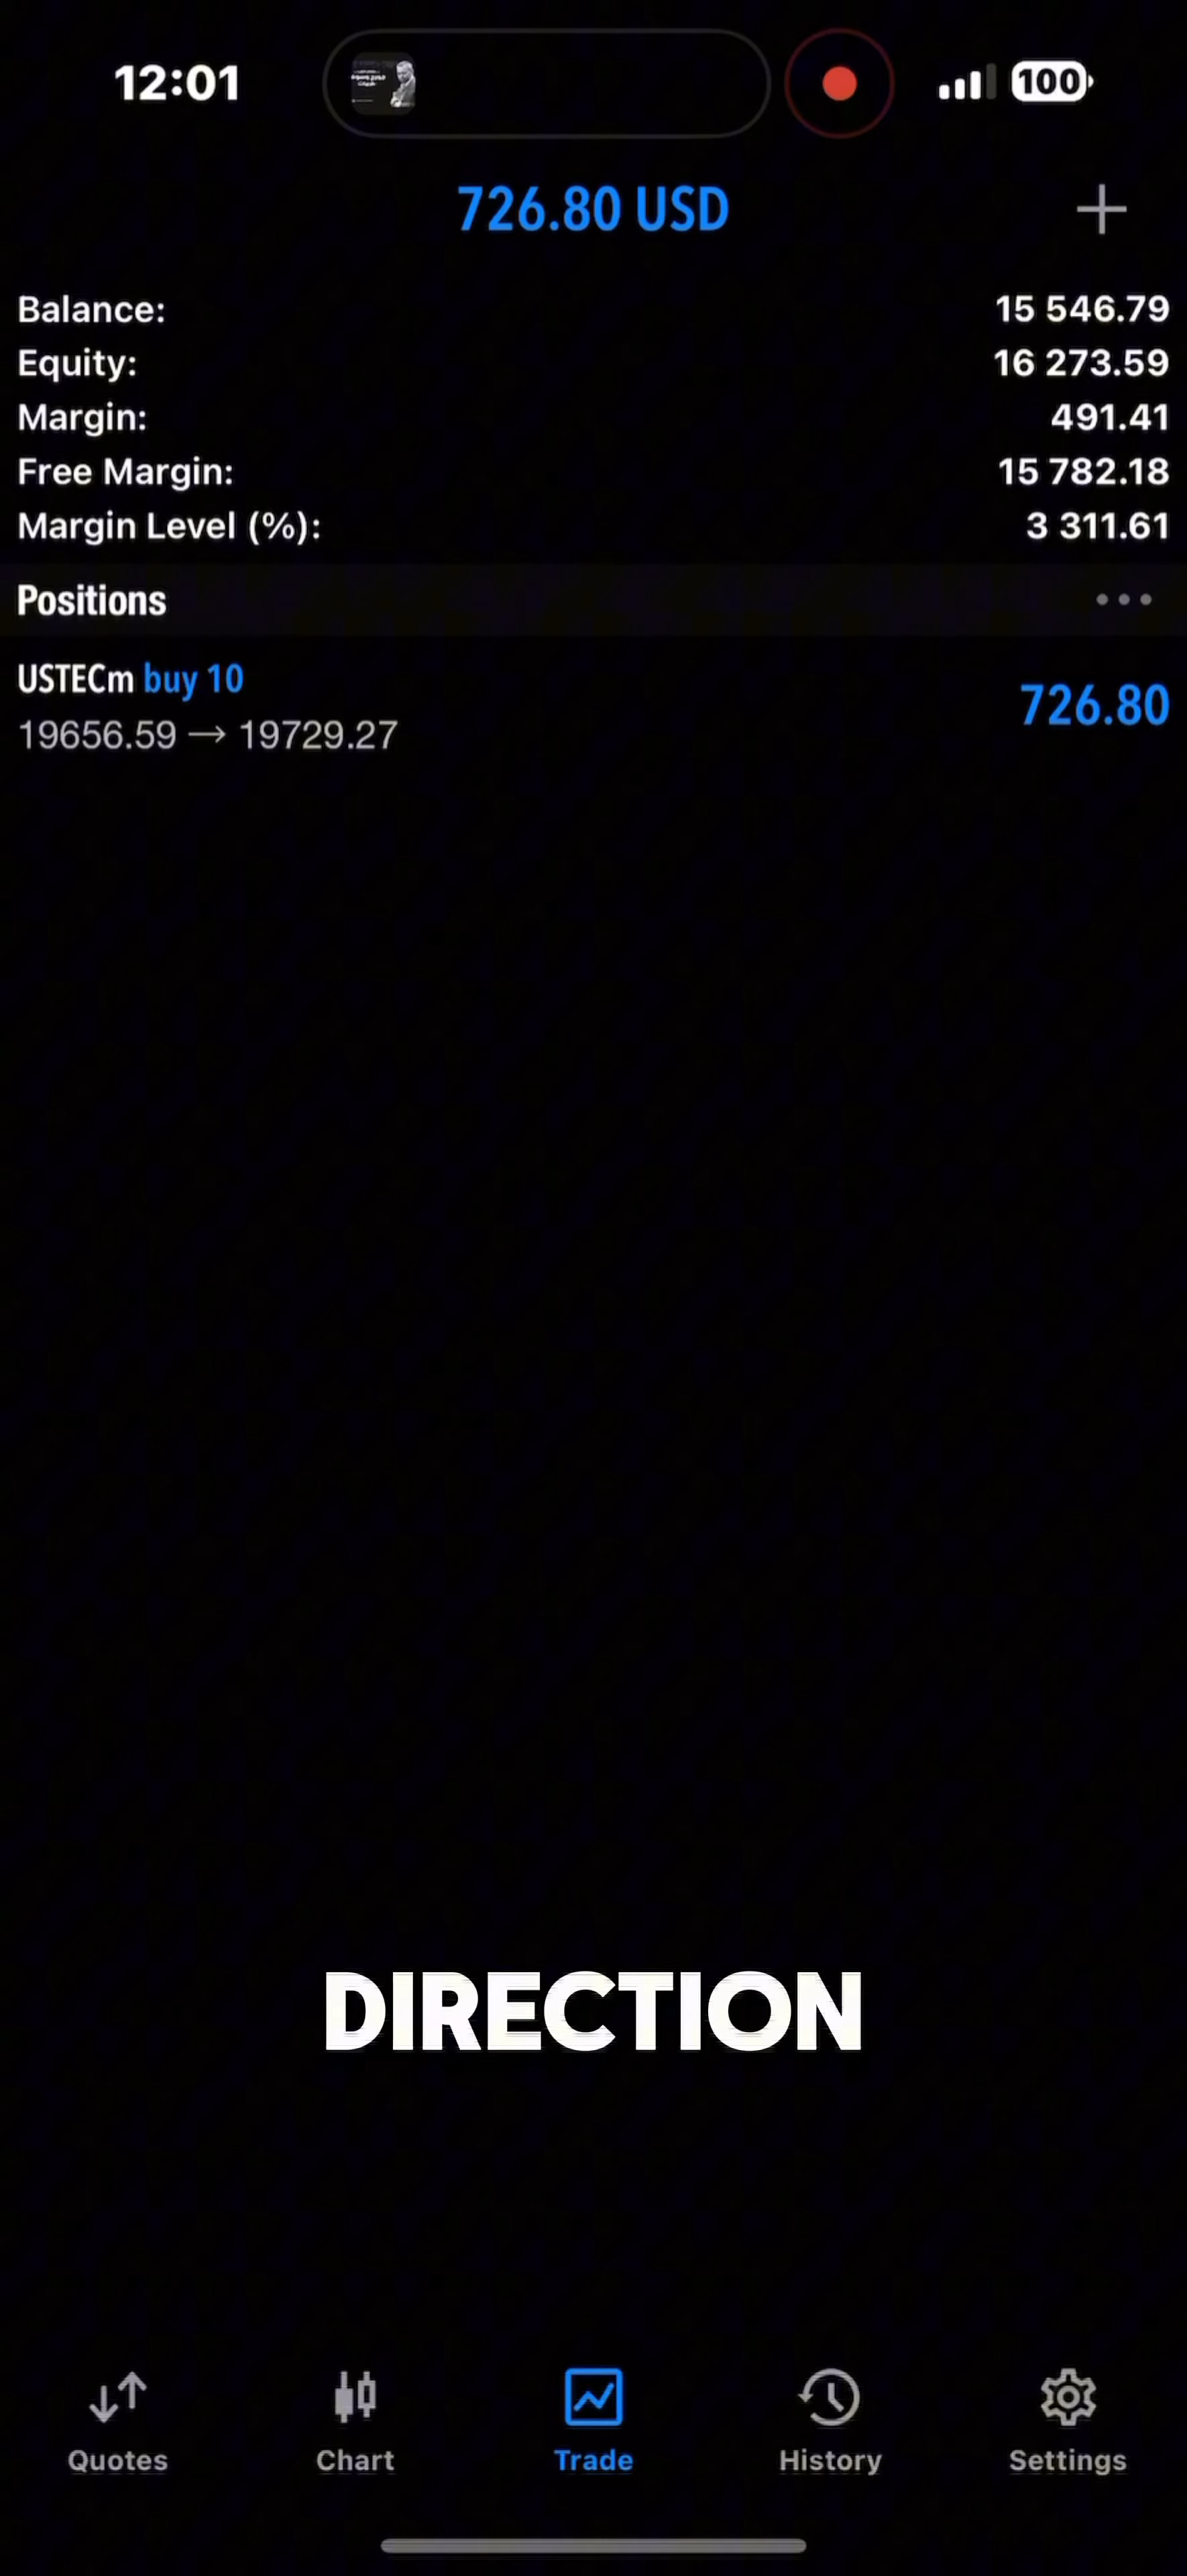 12:01
100
726.80 USD
Balance: 15 546.79
Equity: 16 273.59
Margin: 491.41
Free Margin: 15 782.18
Margin Level (%): 3 311.61
Positions
USTECm buy 10
726.80
19656.59 → 19729.27
DIRECTION
Quotes Chart Trade History Settings